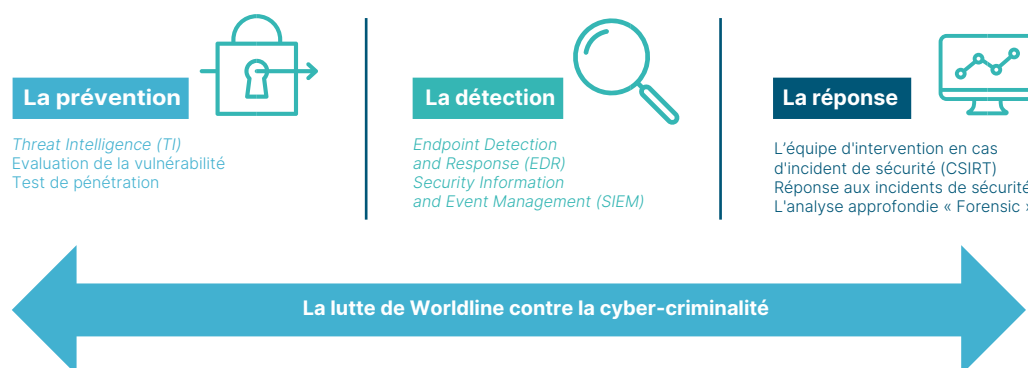 La prévention
Threat Intelligence (TI)
Evaluation de la vulnérabilité
Test de pénétration
La détection
Endpoint Detection
and Response (EDR)
Security Information
and Event Management (SIEM)
La réponse
L’équipe d'intervention en cas
d'incident de sécurité (CSIRT)
Réponse aux incidents de sécurité
L'analyse approfondie « Forensic »
La lutte de Worldline contre la cyber-criminalité